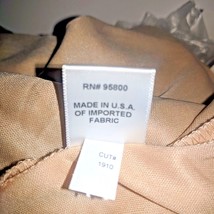 RN# 95800
MADE IN U.S.A.
OF IMPORTED
FABRIC
CUT#
1910